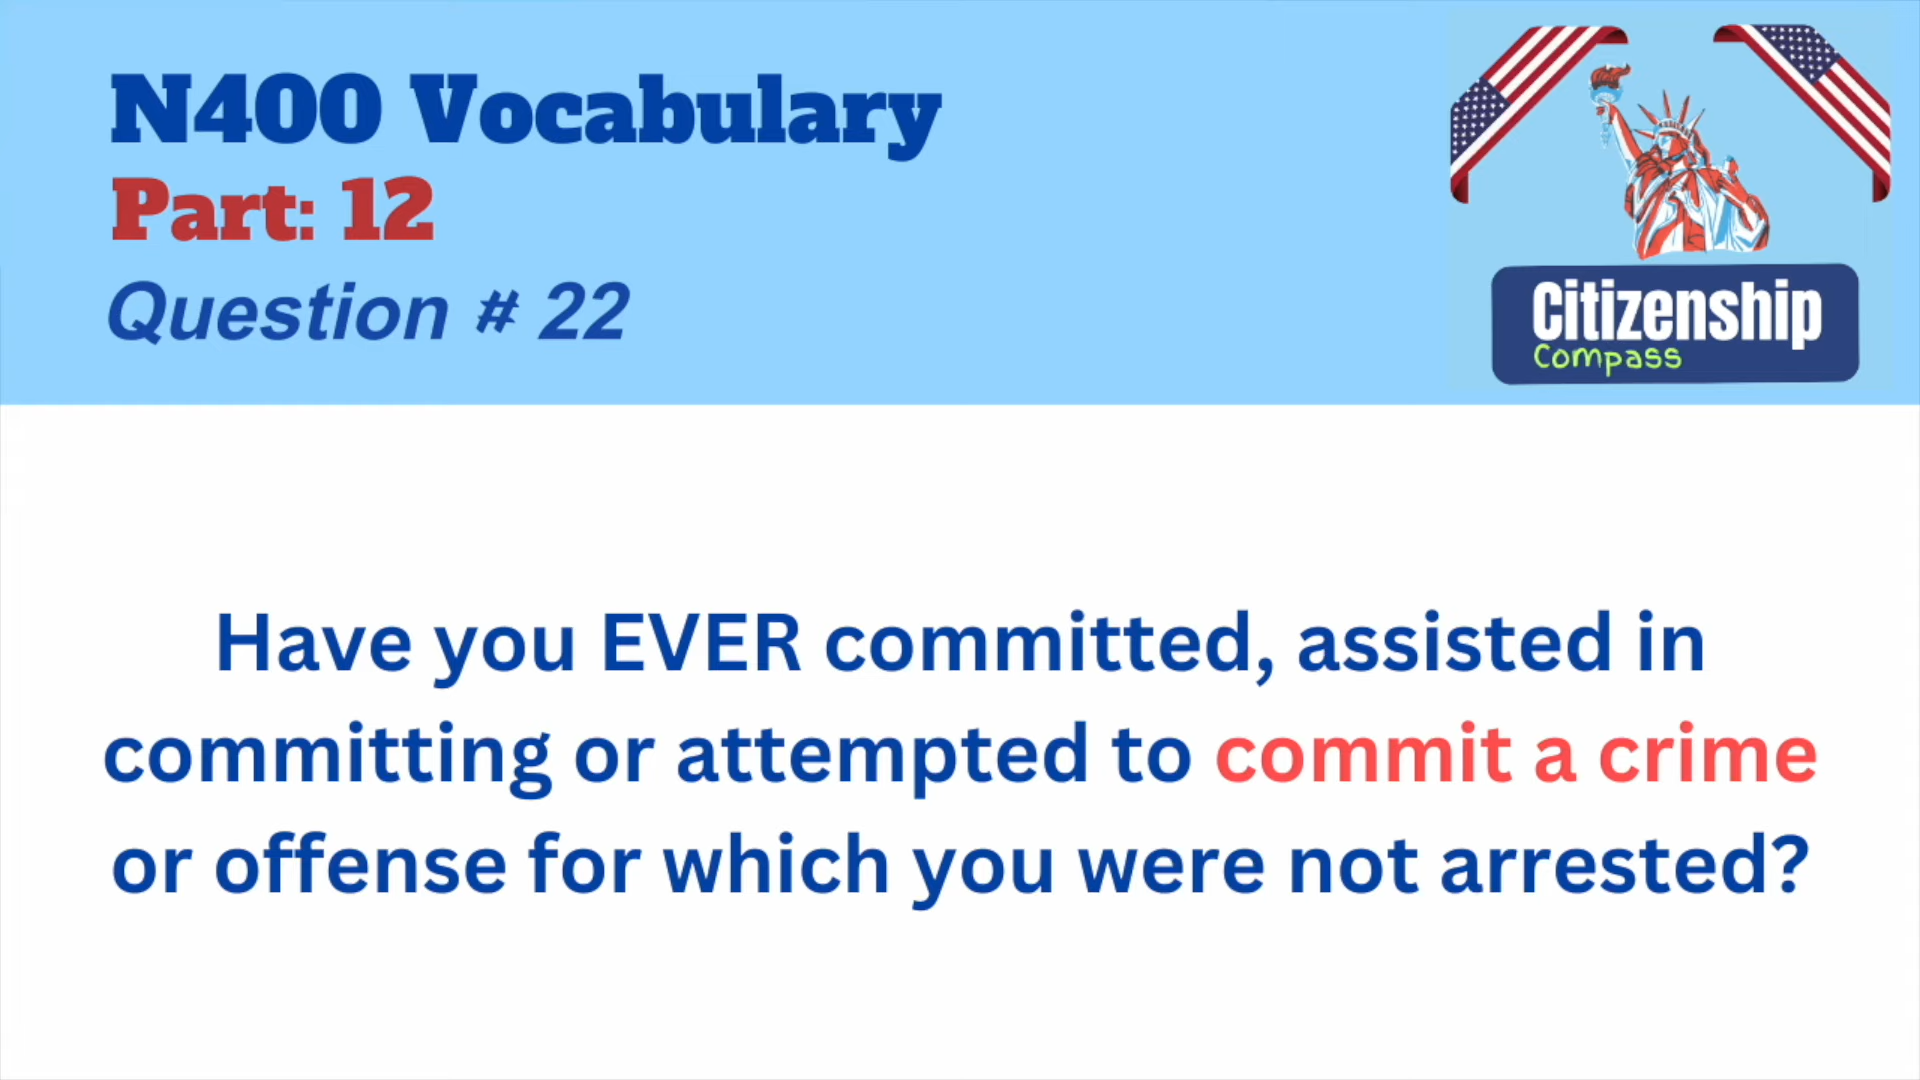 N400 Vocabulary
Part: 12
Question # 22
Citizenship
Compass
Have you EVER committed, assisted in
committing or attempted to commit a crime
or offense for which you were not arrested?